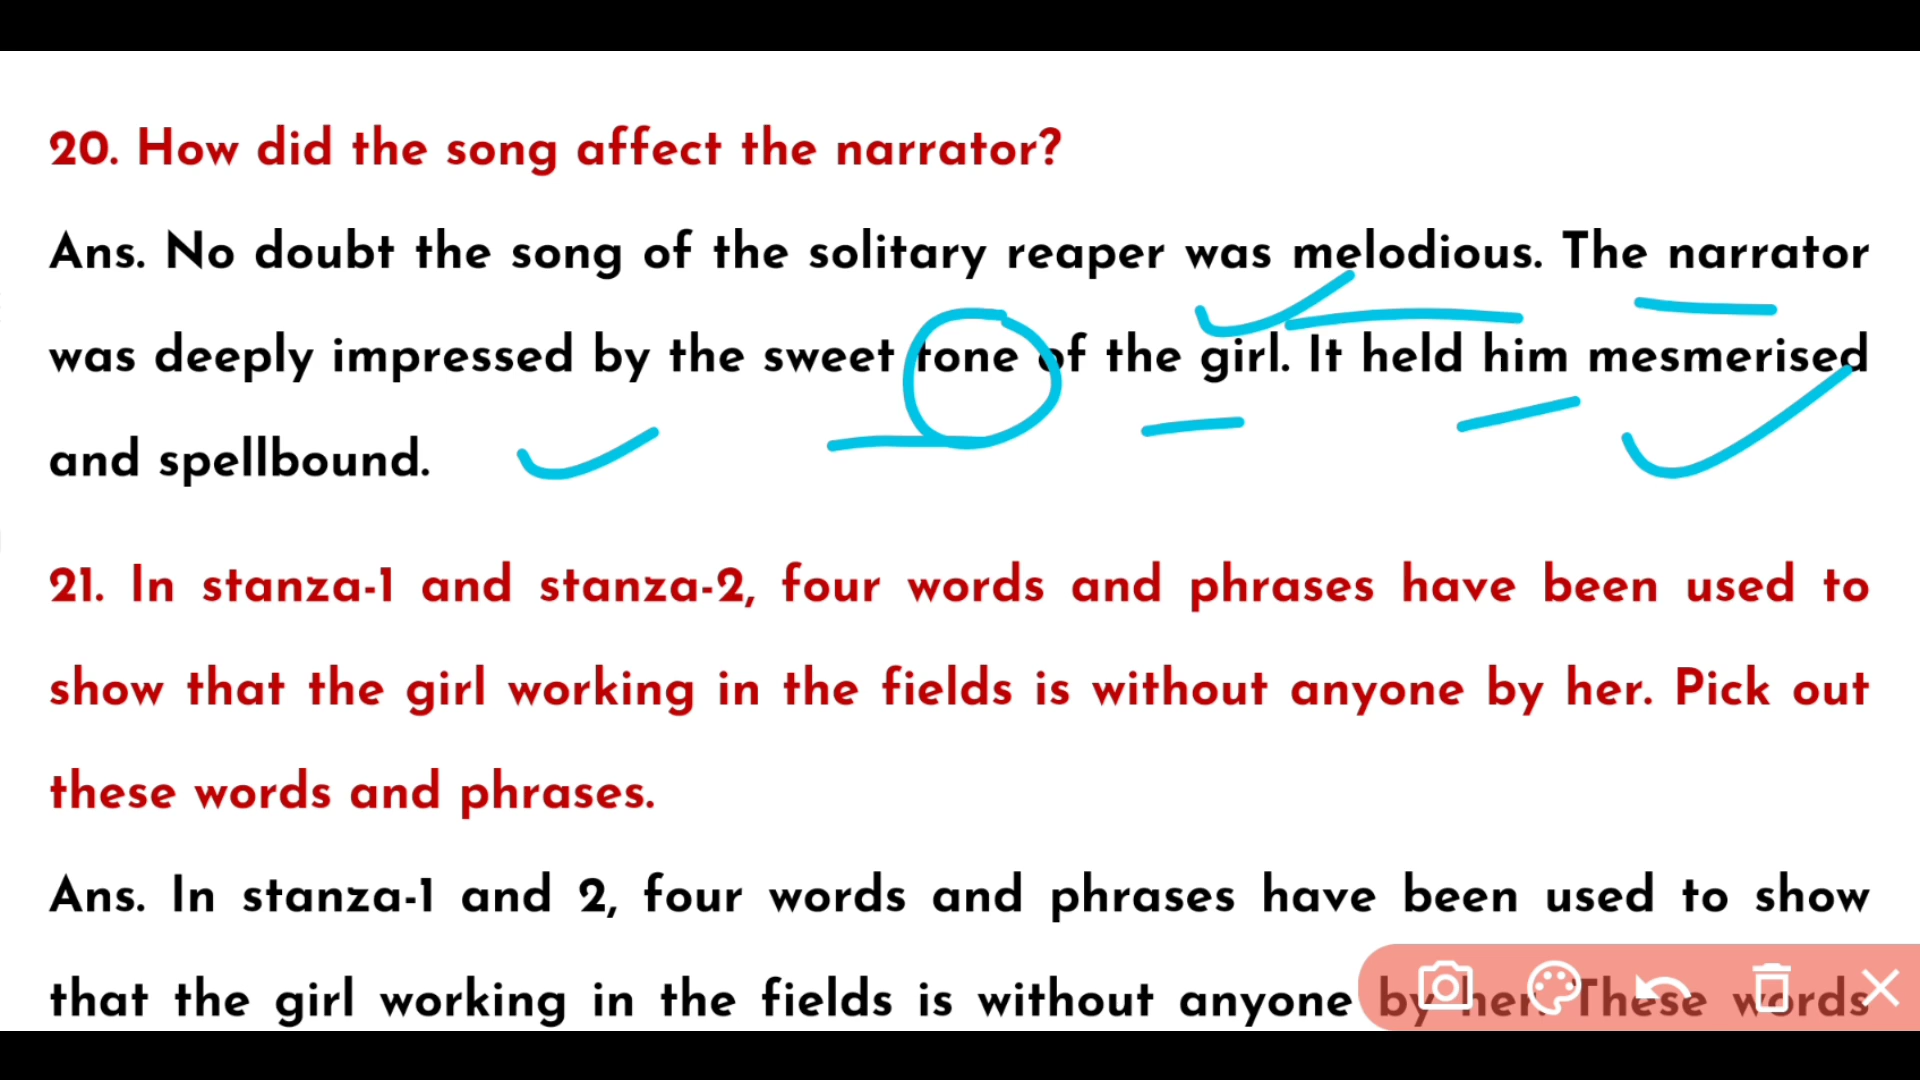 20. How did the song affect the narrator?
Ans. No doubt the song of the solitary reaper was melodious. The narrator
was deeply impressed by the sweet tone of the girl. It held him mesmerised
and spellbound.
21. In stanza-1 and stanza-2, four words and phrases have been used to
show that the girl working in the fields is without anyone by her. Pick out
these words and phrases.
Ans. In stanza-1 and 2, four words and phrases have been used to show
that the girl working in the fields is without anyone by her. These words